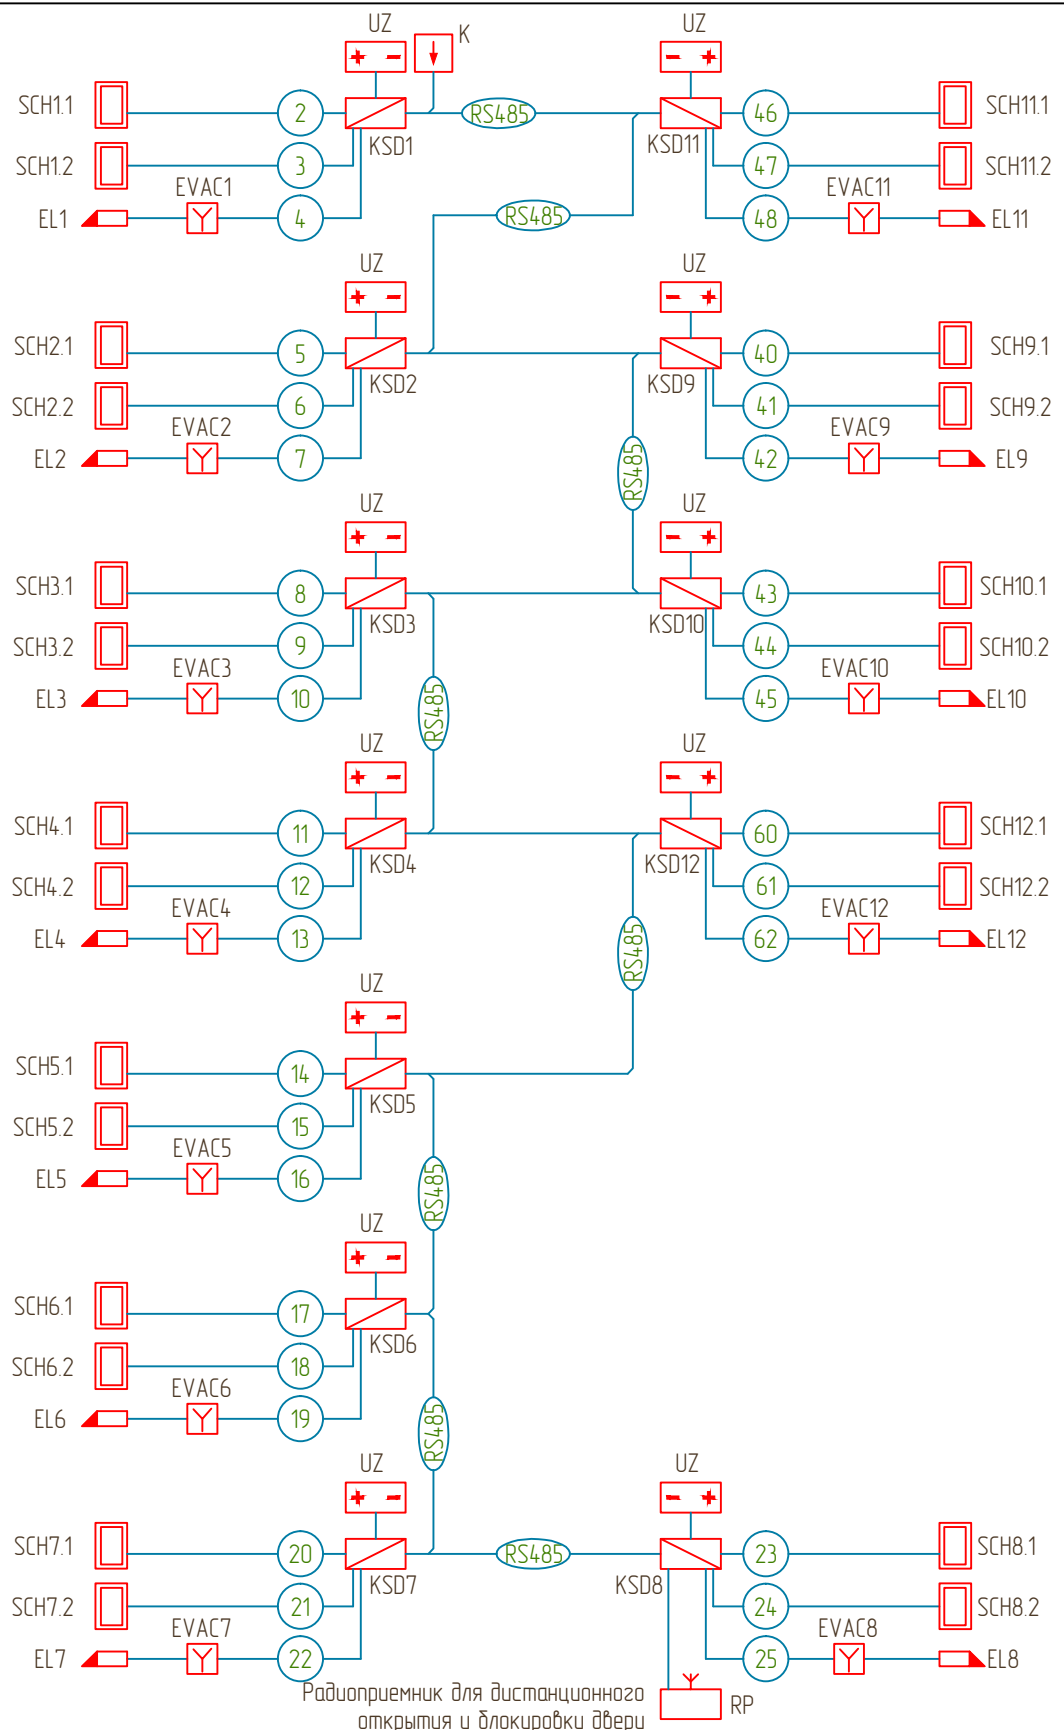 UZ
K
UZ
SCH1.1
2
RS485
46
SCH11.1
KSD1
KSD11
SCH1.2
3
47
SCH11.2
EVAC1
EVAC11
EL1
4
RS485
48
EL11
UZ
UZ
SCH2.1
5
40
SCH9.1
KSD2
KSD9
SCH2.2
6
41
SCH9.2
EVAC2
EVAC9
EL2
7
RS485
42
EL9
UZ
UZ
SCH3.1
8
43
SCH10.1
KSD3
KSD10
SCH3.2
9
44
SCH10.2
EVAC3
EVAC10
EL3
10
RS485
45
EL10
UZ
UZ
SCH4.1
11
60
SCH12.1
KSD4
KSD12
SCH4.2
12
61
SCH12.2
EVAC4
EVAC12
EL4
13
RS485
62
EL12
UZ
SCH5.1
14
KSD5
SCH5.2
15
EVAC5
EL5
16
RS485
UZ
SCH6.1
17
KSD6
SCH6.2
18
EVAC6
EL6
19
RS485
UZ
UZ
SCH7.1
20
RS485
23
SCH8.1
KSD7
KSD8
SCH7.2
21
24
SCH8.2
EVAC7
EVAC8
EL7
22
25
EL8
Радиоприемник для дистанционного
открытия и блокировки двери
RP